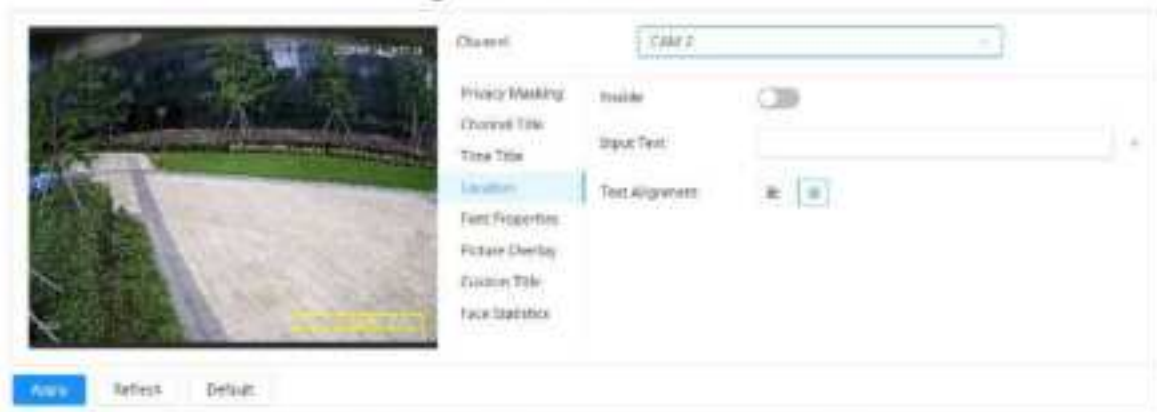 Channel
CAM 2
Privacy Masking
Enable
Channel Title
Input Text
Time Title
Location
Text Alignment
Font Properties
Picture Overlay
Custom Title
Face Statistics
Apply
Refresh
Default